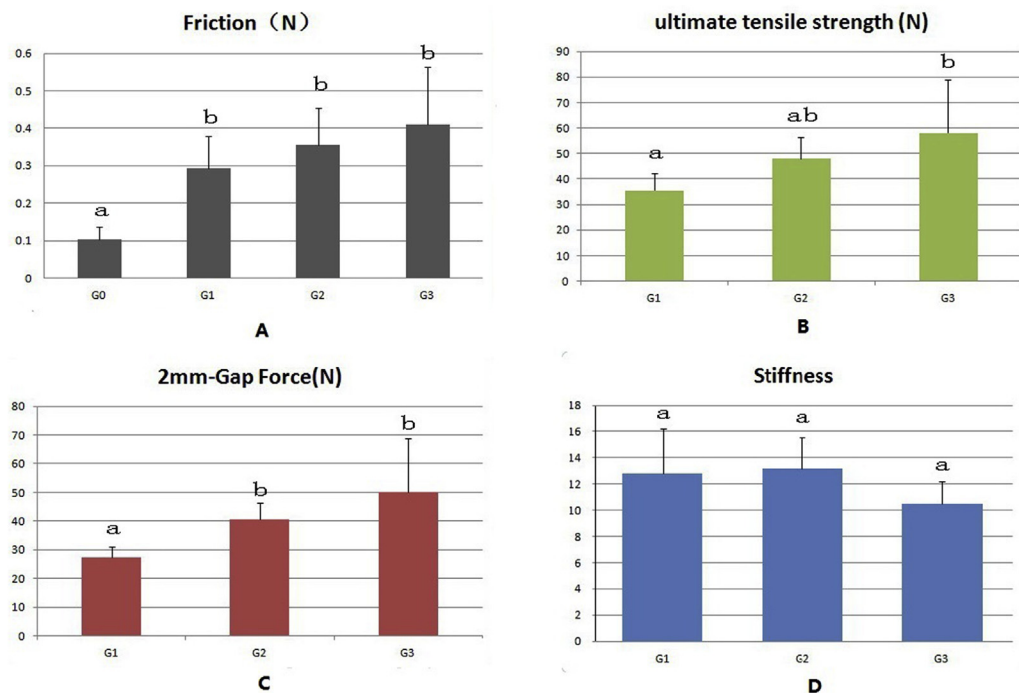 Friction（N）
0.6
0.5
0.4
0.3
0.2
0.1
0
a
b
b
b
G0
G1
G2
G3
A
ultimate tensile strength (N)
90
80
70
60
50
40
30
20
10
0
a
ab
b
G1
G2
G3
B
2mm-Gap Force(N)
80
70
60
50
40
30
20
10
0
a
b
b
G1
G2
G3
C
Stiffness
18
16
14
12
10
8
6
4
2
0
a
a
a
G1
G2
G3
D